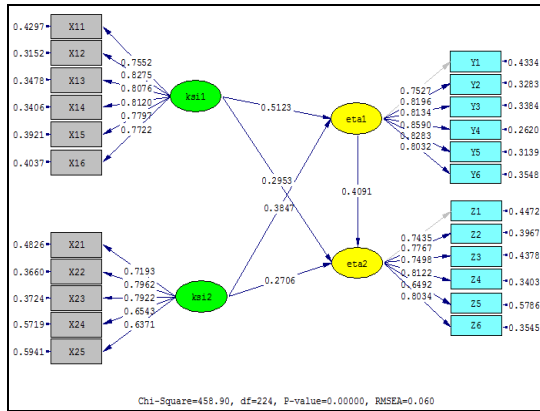 0.4297 X11
0.3152 X12
0.3478 X13
0.3406 X14
0.3921 X15
0.4037 X16
0.7552
0.8275
0.8076
0.8120
0.7797
0.7722
ksi1
0.4826 X21
0.3660 X22
0.3724 X23
0.5719 X24
0.5941 X25
0.7193
0.7962
0.7922
0.6543
0.6371
ksi2
0.5123
0.2953
0.3847
0.2706
0.4091
eta1
0.7527
0.8196
0.8134
0.8590
0.8283
0.8032
Y1 0.4334
Y2 0.3283
Y3 0.3384
Y4 0.2620
Y5 0.3139
Y6 0.3548
eta2
0.7435
0.7767
0.7498
0.8122
0.6492
0.8034
Z1 0.4472
Z2 0.3967
Z3 0.4378
Z4 0.3403
Z5 0.5786
Z6 0.3545
Chi-Square=458.90, df=224, P-value=0.00000, RMSEA=0.060